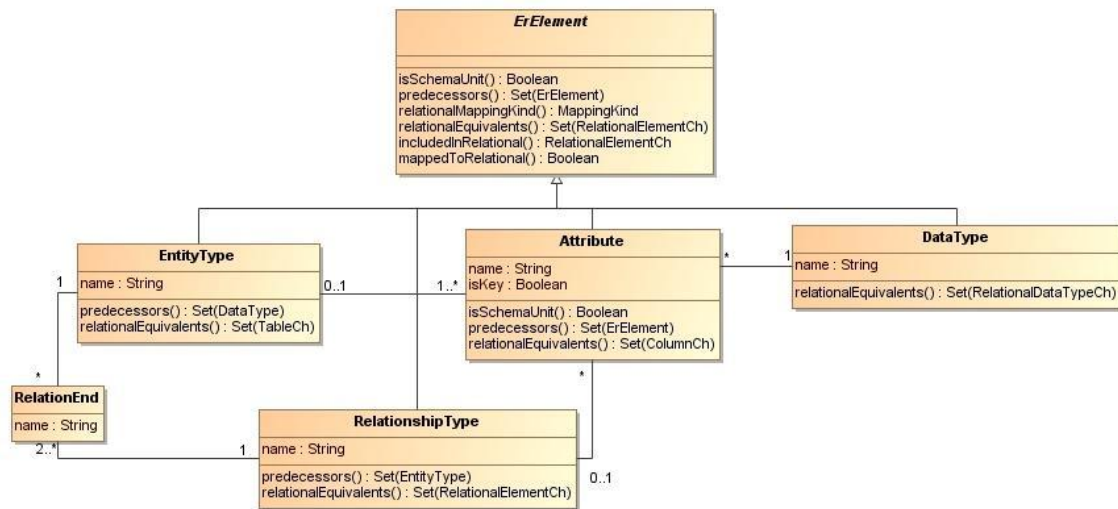 ErElement
isSchemaUnit() : Boolean
predecessors() : Set(ErElement)
relationalMappingKind() : MappingKind
relationalEquivalents() : Set(RelationalElementCh)
includedInRelational() : RelationalElementCh
mappedToRelational() : Boolean
EntityType
name : String
predecessors() : Set(DataType)
relationalEquivalents() : Set(TableCh)
Attribute
name : String
isKey : Boolean
isSchemaUnit() : Boolean
predecessors() : Set(ErElement)
relationalEquivalents() : Set(ColumnCh)
DataType
name : String
relationalEquivalents() : Set(RelationalDataTypeCh)
1
0..1
1..*
*
1
*
*
RelationEnd
name : String
2..*
1
RelationshipType
name : String
predecessors() : Set(EntityType)
relationalEquivalents() : Set(RelationalElementCh)
0..1